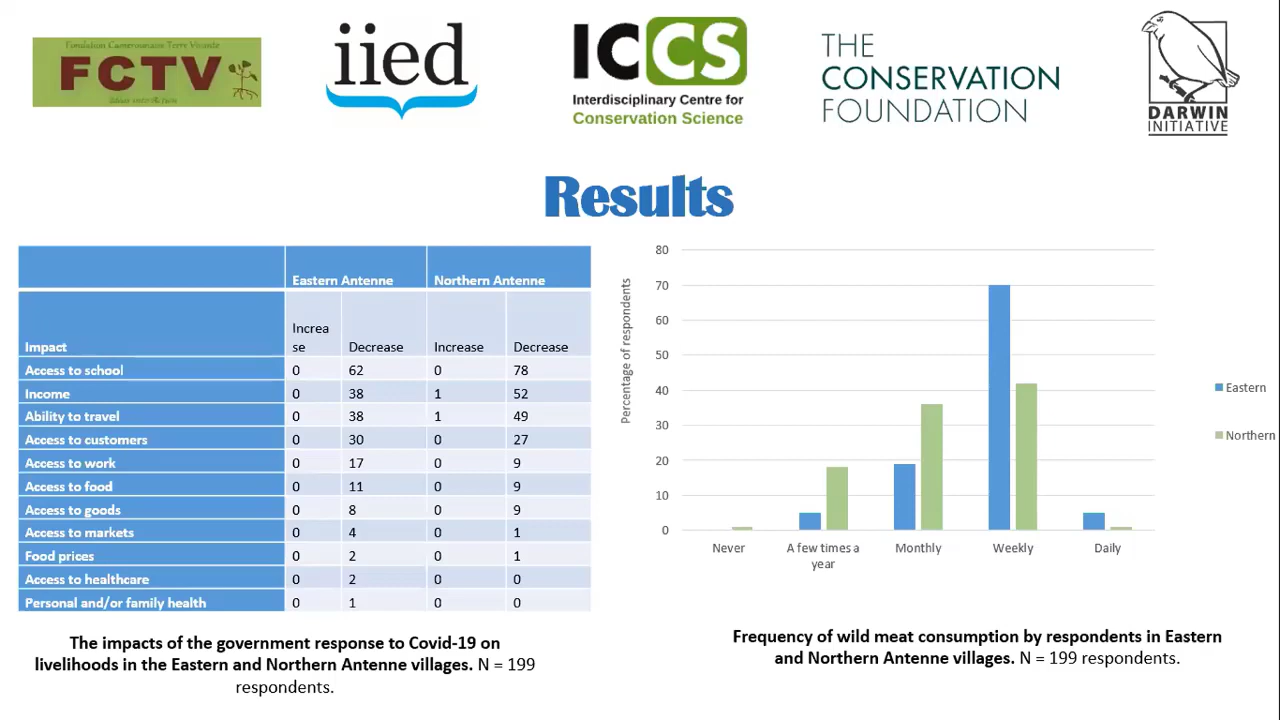 Fondation Camerounaise Terre Vivante
FCTV
iied
ICCS
Interdisciplinary Centre for
Conservation Science
THE
CONSERVATION
FOUNDATION
DARWIN
INITIATIVE
Results
Eastern Antenne Northern Antenne
Impact Increa
se Decrease Increase Decrease
Access to school 0 62 0 78
Income 0 38 1 52
Ability to travel 0 38 1 49
Access to customers 0 30 0 27
Access to work 0 17 0 9
Access to food 0 11 0 9
Access to goods 0 8 0 9
Access to markets 0 4 0 1
Food prices 0 2 0 1
Access to healthcare 0 2 0 0
Personal and/or family health 0 1 0 0
The impacts of the government response to Covid-19 on
livelihoods in the Eastern and Northern Antenne villages. N = 199
respondents.
Percentage of respondents
80
70
60
50
40
30
20
10
0
Never A few times a
year Monthly Weekly Daily
Eastern
Northern
Frequency of wild meat consumption by respondents in Eastern
and Northern Antenne villages. N = 199 respondents.